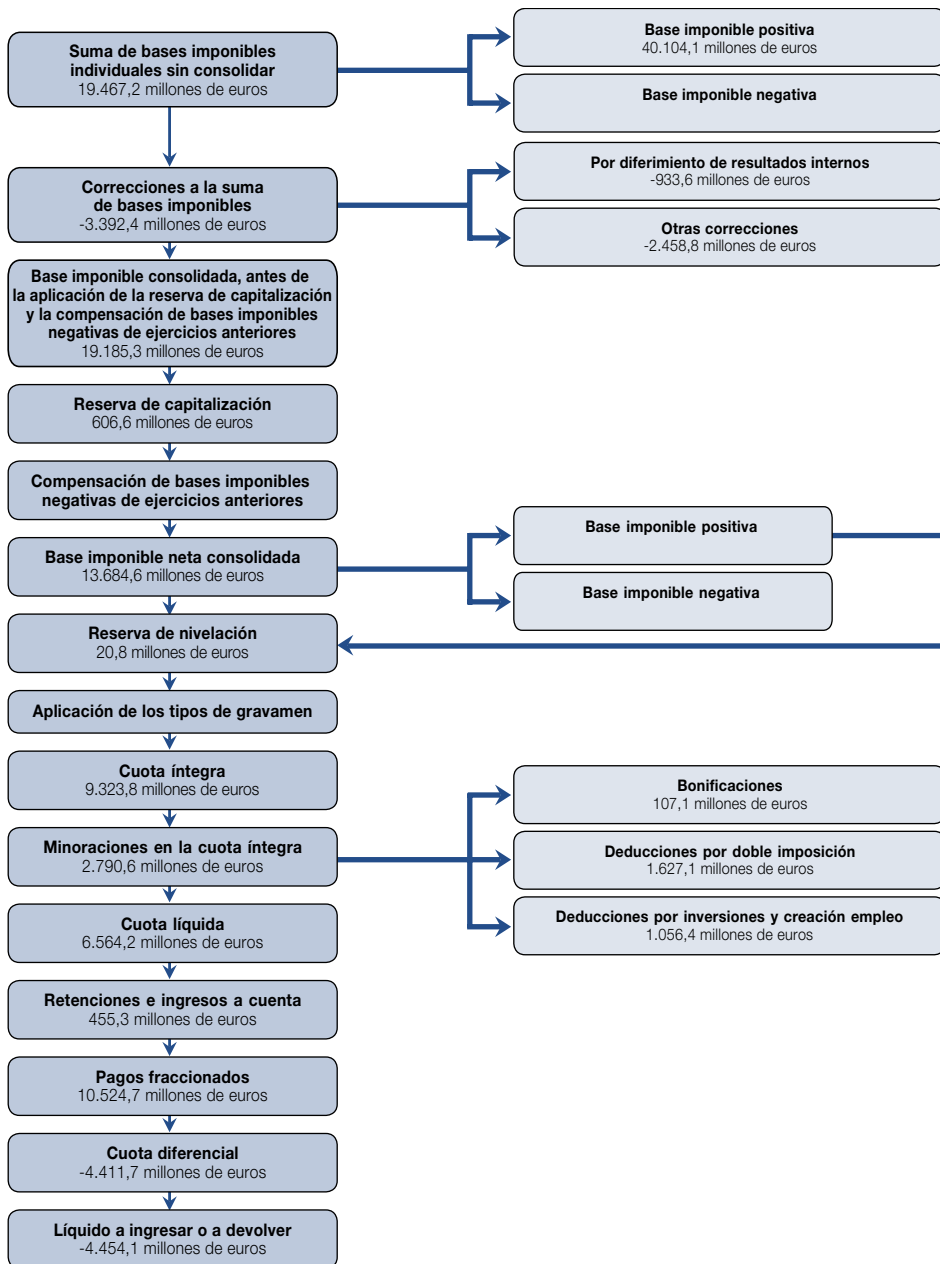 Suma de bases imponibles
individuales sin consolidar
19.467,2 millones de euros
Base imponible positiva
40.104,1 millones de euros
Base imponible negativa
Correcciones a la suma
de bases imponibles
-3.392,4 millones de euros
Por diferimiento de resultados internos
-933,6 millones de euros
Otras correcciones
-2.458,8 millones de euros
Base imponible consolidada, antes de
la aplicación de la reserva de capitalización
y la compensación de bases imponibles
negativas de ejercicios anteriores
19.185,3 millones de euros
Reserva de capitalización
606,6 millones de euros
Compensación de bases imponibles
negativas de ejercicios anteriores
Base imponible neta consolidada
13.684,6 millones de euros
Base imponible positiva
Base imponible negativa
Reserva de nivelación
20,8 millones de euros
Aplicación de los tipos de gravamen
Cuota íntegra
9.323,8 millones de euros
Minoraciones en la cuota íntegra
2.790,6 millones de euros
Bonificaciones
107,1 millones de euros
Deducciones por doble imposición
1.627,1 millones de euros
Deducciones por inversiones y creación empleo
1.056,4 millones de euros
Cuota líquida
6.564,2 millones de euros
Retenciones e ingresos a cuenta
455,3 millones de euros
Pagos fraccionados
10.524,7 millones de euros
Cuota diferencial
-4.411,7 millones de euros
Líquido a ingresar o a devolver
-4.454,1 millones de euros